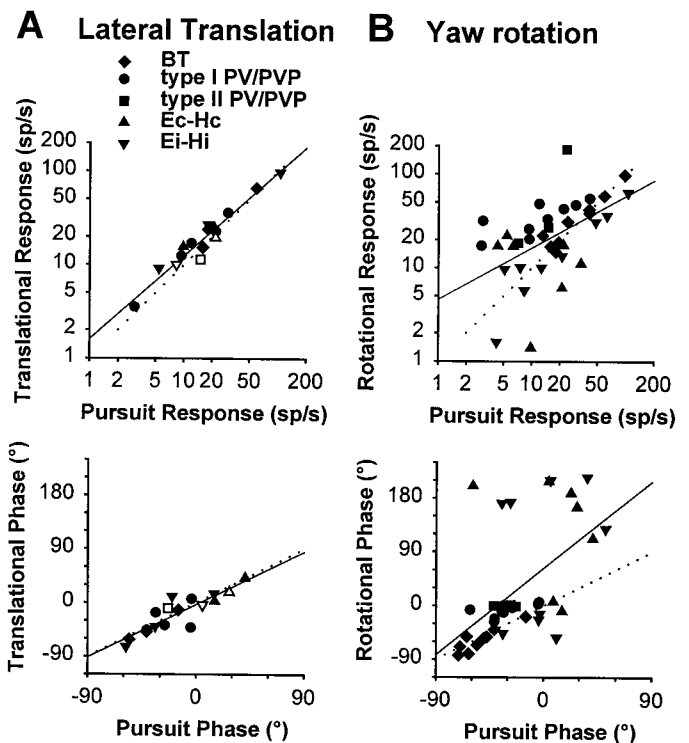 A Lateral Translation
BT
type I PV/PVP
type II PV/PVP
Ec-Hc
Ei-Hi
Translational Response (sp/s)
200
100
50
20
10
5
2
1
1 2 5 10 20 50 200
Pursuit Response (sp/s)
B Yaw rotation
Rotational Response (sp/s)
200
100
50
20
10
5
2
1
1 2 5 10 20 50 200
Pursuit Response (sp/s)
Translational Phase (°)
180
90
0
-90
-90 0 90
Pursuit Phase (°)
Rotational Phase (°)
180
90
0
-90
-90 0 90
Pursuit Phase (°)